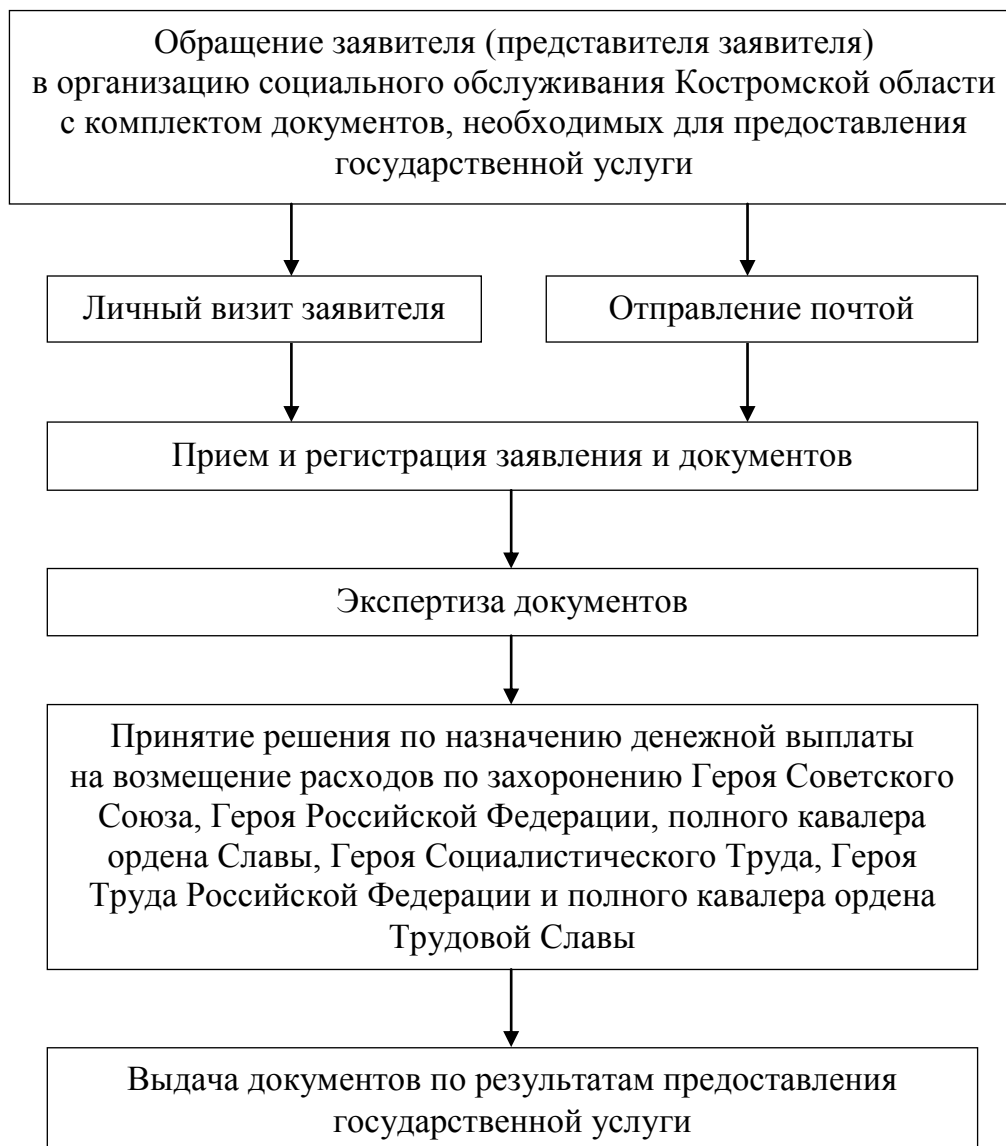 Обращение заявителя (представителя заявителя)
в организацию социального обслуживания Костромской области
с комплектом документов, необходимых для предоставления
государственной услуги
Личный визит заявителя
Отправление почтой
Прием и регистрация заявления и документов
Экспертиза документов
Принятие решения по назначению денежной выплаты
на возмещение расходов по захоронению Героя Советского
Союза, Героя Российской Федерации, полного кавалера
ордена Славы, Героя Социалистического Труда, Героя
Труда Российской Федерации и полного кавалера ордена
Трудовой Славы
Выдача документов по результатам предоставления
государственной услуги